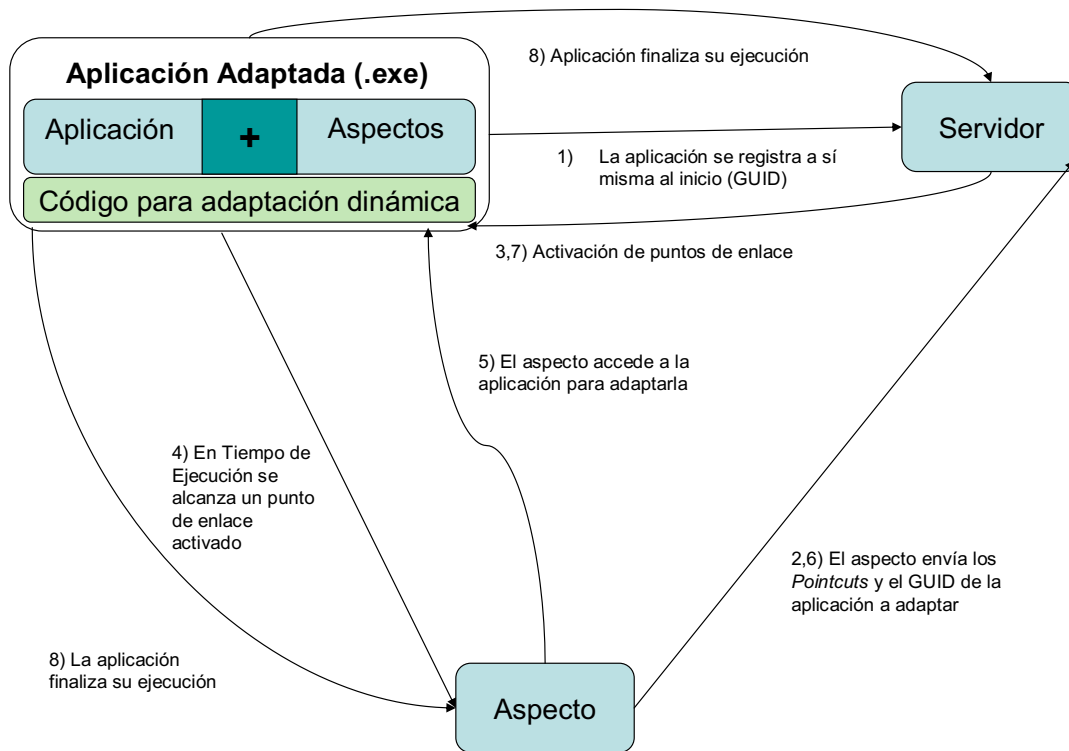 8) Aplicación finaliza su ejecución
Aplicación Adaptada (.exe)
Aplicación
+
Aspectos
Servidor
Código para adaptación dinámica
1) La aplicación se registra a sí
misma al inicio (GUID)
3,7) Activación de puntos de enlace
5) El aspecto accede a la
aplicación para adaptarla
4) En Tiempo de
Ejecución se
alcanza un punto
de enlace
activado
2,6) El aspecto envía los
Pointcuts y el GUID de la
aplicación a adaptar
8) La aplicación
finaliza su ejecución
Aspecto